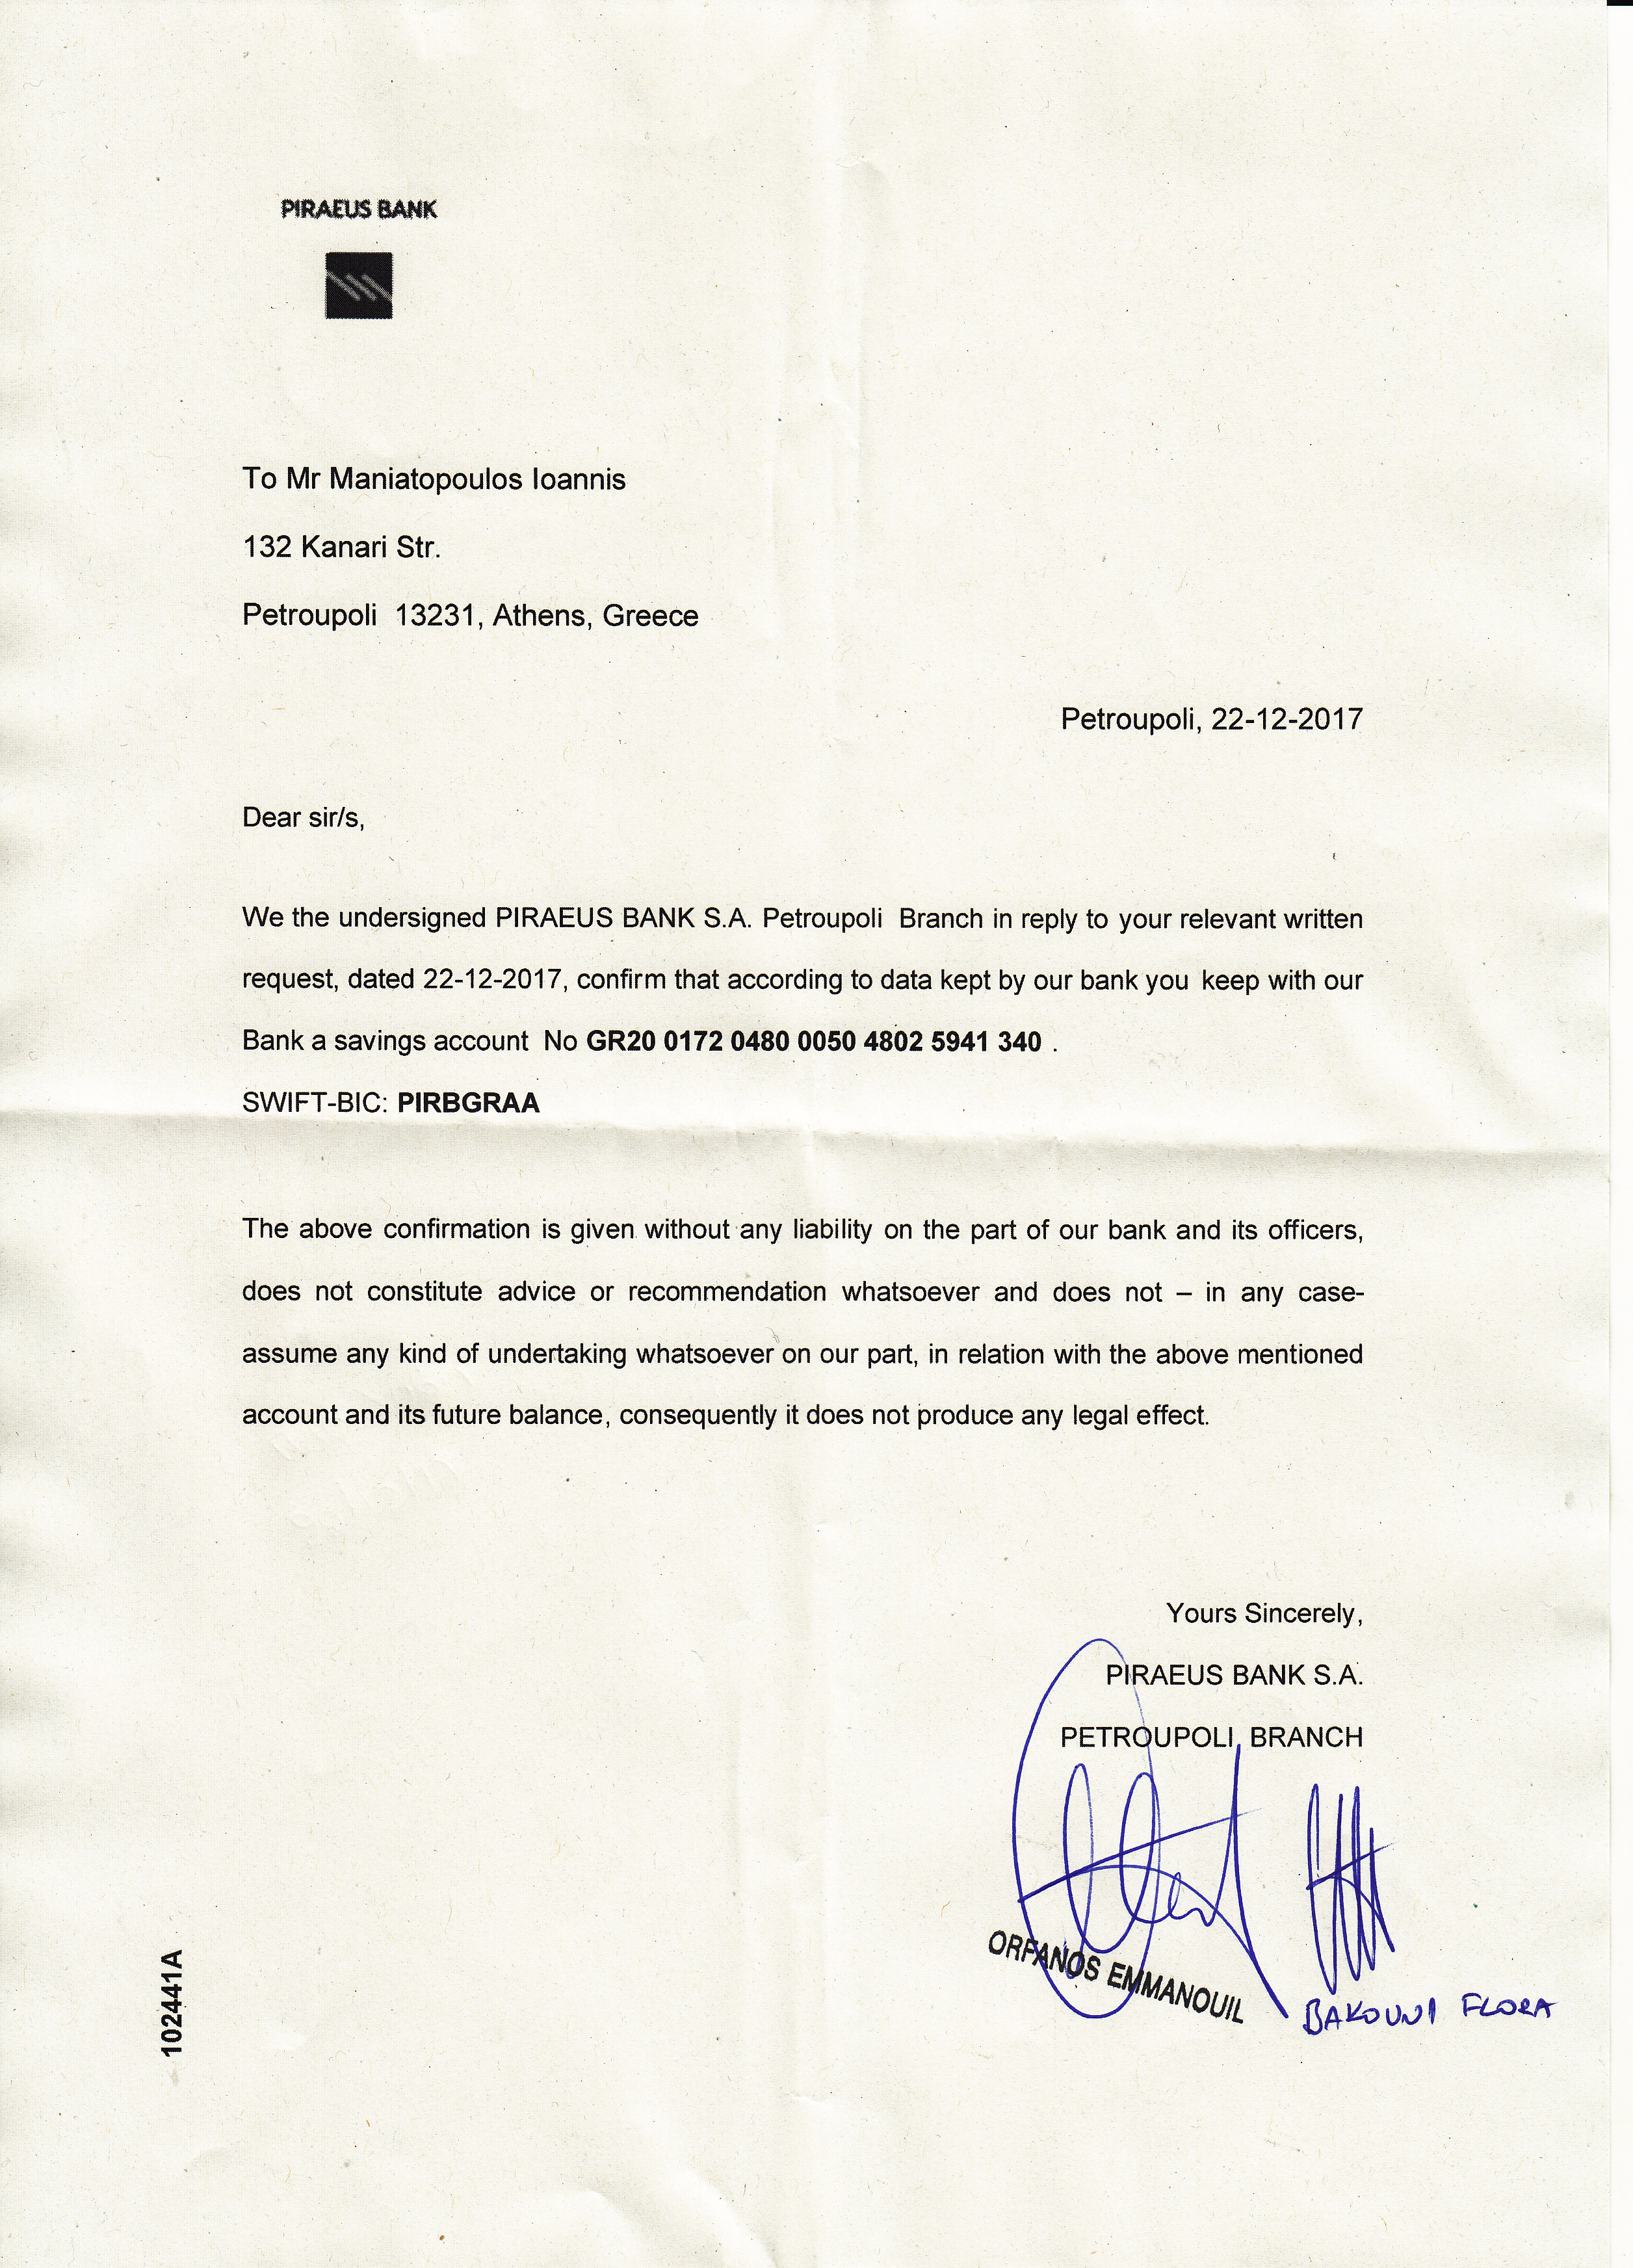 PIRAEUS BANK
To Mr Maniatopoulos Ioannis
132 Kanari Str.
Petroupoli 13231, Athens, Greece
Petroupoli, 22-12-2017
Dear sir/s,
We the undersigned PIRAEUS BANK S.A. Petroupoli Branch in reply to your relevant written
request, dated 22-12-2017, confirm that according to data kept by our bank you keep with our
Bank a savings account No GR20 0172 0480 0050 4802 5941 340 .
SWIFT-BIC: PIRBGRAA
The above confirmation is given without any liability on the part of our bank and its officers,
does not constitute advice or recommendation whatsoever and does not – in any case-
assume any kind of undertaking whatsoever on our part, in relation with the above mentioned
account and its future balance, consequently it does not produce any legal effect.
Yours Sincerely,
PIRAEUS BANK S.A.
PETROUPOLI BRANCH
ORFANOS EMMANOUIL
BAKOUNI FLORA
102441A